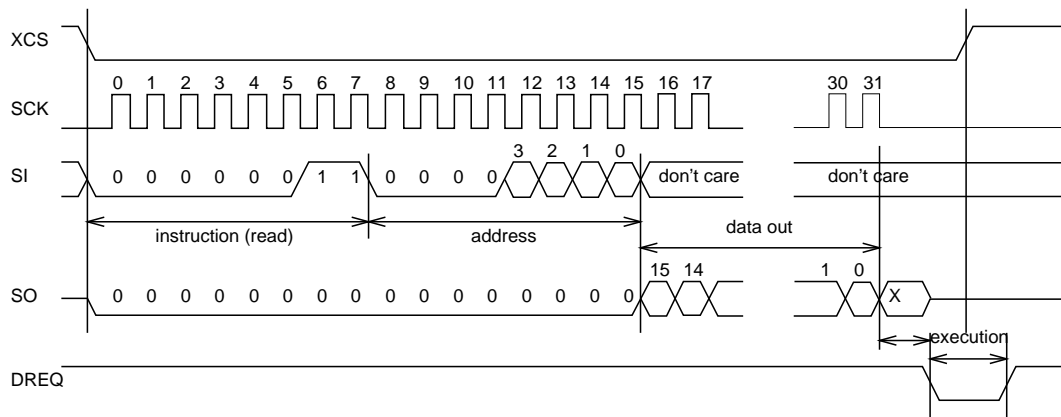 XCS
0 1 2 3 4 5 6 7 8 9 10 11 12 13 14 15 16 17 30 31
SCK
3 2 1 0
SI 0 0 0 0 0 0 1 1 0 0 0 0 don't care don't care
instruction (read) address data out
15 14 1 0
SO 0 0 0 0 0 0 0 0 0 0 0 0 0 0 0 0 X
execution
DREQ